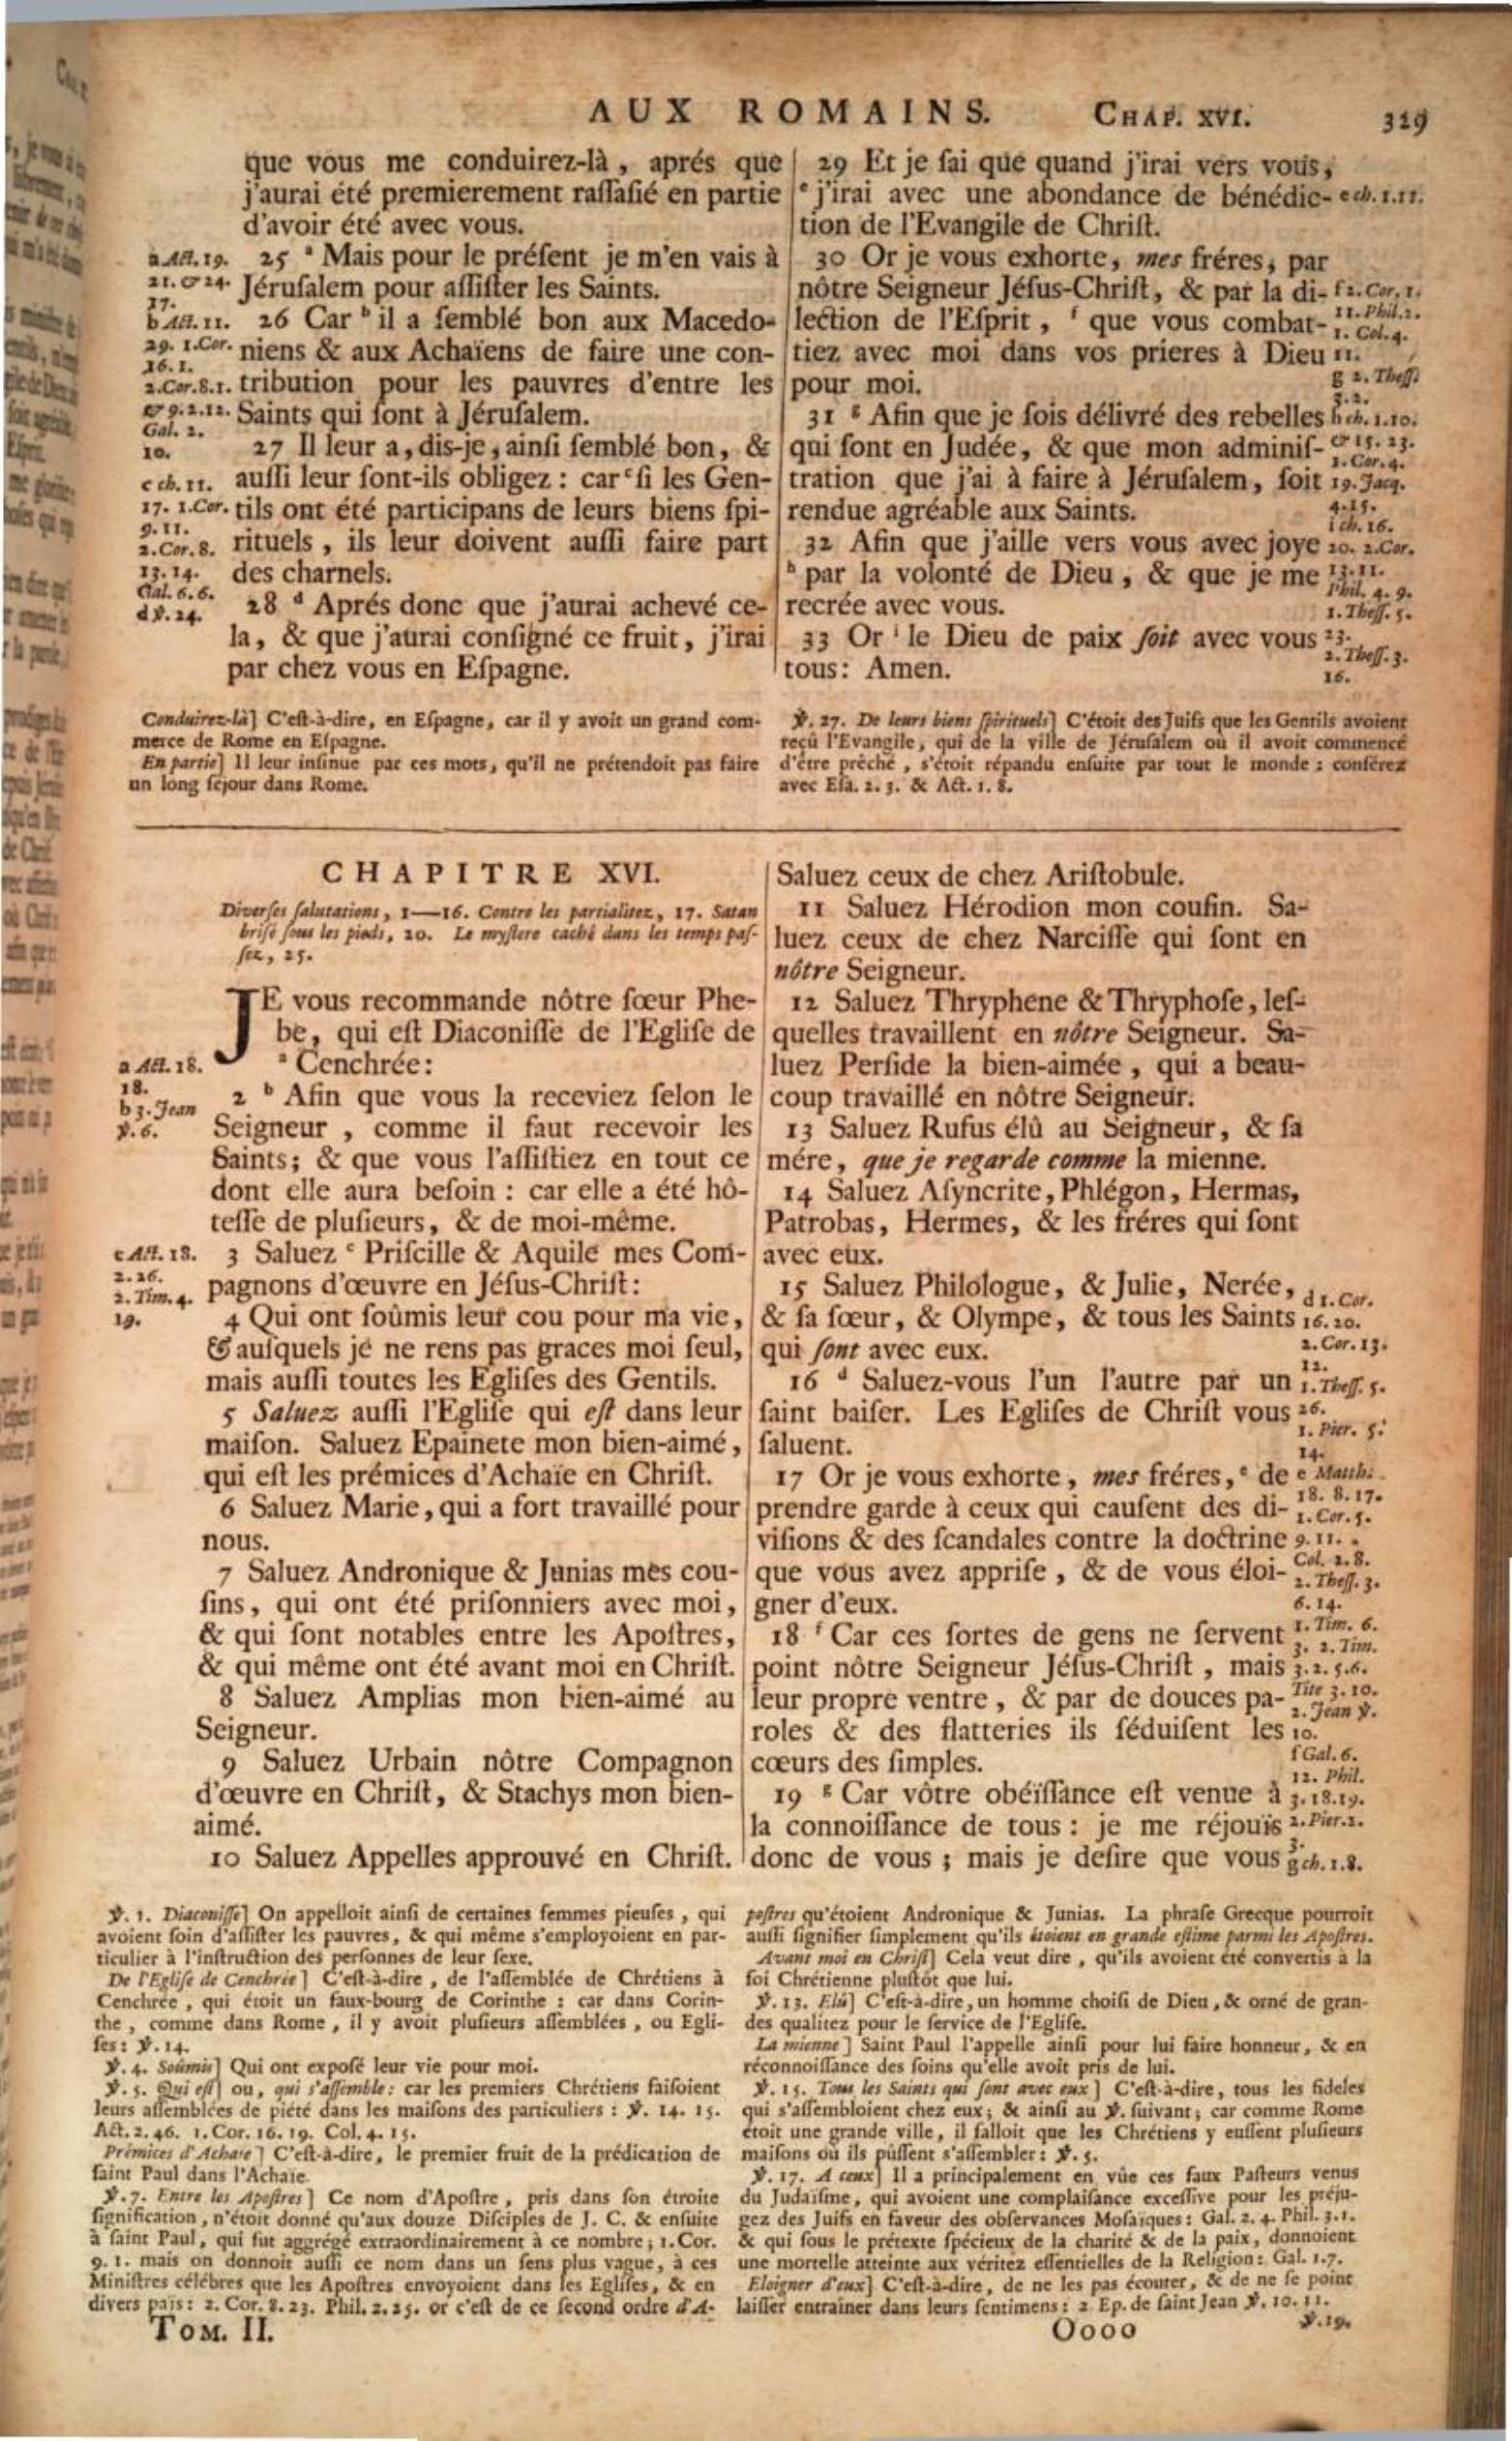 AUX ROMAINS. CHAP. XVI. 329
que vous me conduirez-là, aprés que
j'aurai été premierement raſſaſié en partie
d'avoir été avec vous.
25 ª Mais pour le préſent je m'en vais à
Jéruſalem pour aſſiſter les Saints.
26 Car ᵇ il a ſemblé bon aux Macedo-
niens & aux Achaïens de faire une con-
tribution pour les pauvres d'entre les
Saints qui ſont à Jéruſalem.
27 Il leur a, dis-je, ainſi ſemblé bon, &
auſſi leur ſont-ils obligez : car ᶜ ſi les Gen-
tils ont été participans de leurs biens ſpi-
rituels, ils leur doivent auſſi faire part
des charnels.
28 ᵈ Aprés donc que j'aurai achevé ce-
la, & que j'aurai conſigné ce fruit, j'irai
par chez vous en Eſpagne.
a Act. 19.
21. & 24.
17.
b Act. 11.
29. 1.Cor.
16. 1.
2.Cor.8.1.
& 9.2.12.
Gal. 2.
10.
c ch. 11.
17. 1.Cor.
9. 11.
2.Cor. 8.
13.14.
Gal. 6.6.
d ℣. 24.
29 Et je ſai que quand j'irai vers vous,
ᵉ j'irai avec une abondance de bénédic-
tion de l'Evangile de Chriſt.
30 Or je vous exhorte, mes fréres, par
nôtre Seigneur Jéſus-Chriſt, & par la di-
lection de l'Eſprit, ᶠ que vous combat-
tiez avec moi dans vos prieres à Dieu
pour moi.
31 ᵍ Afin que je ſois délivré des rebelles
qui ſont en Judée, & que mon adminiſ-
tration que j'ai à faire à Jéruſalem, ſoit
rendue agréable aux Saints.
32 Afin que j'aille vers vous avec joye
ʰ par la volonté de Dieu, & que je me
recrée avec vous.
33 Or ⁱ le Dieu de paix ſoit avec vous
tous: Amen.
e ch. 1.11.
f 2. Cor. 1.
11. Phil.1.
1. Col. 4.
11.
g 2. Theſſ.
3.2.
h ch. 1.10.
& 15. 23.
1. Cor. 4.
19. Jacq.
4.15.
i ch. 16.
20. 2.Cor.
13.11.
Phil. 4. 9.
1. Theſſ. 5.
23.
2. Theſſ. 3.
16.
Conduirez-là] C'eſt-à-dire, en Eſpagne, car il y avoit un grand com-
merce de Rome en Eſpagne.
En partie] Il leur inſinue par ces mots, qu'il ne prétendoit pas faire
un long ſéjour dans Rome.
℣. 27. De leurs biens ſpirituels] C'étoit des Juifs que les Gentils avoient
reçû l'Evangile, qui de la ville de Jéruſalem où il avoit commencé
d'être prêché, s'étoit répandu enſuite par tout le monde : conférez
avec Eſa. 2. 3. & Act. 1. 8.
CHAPITRE XVI.
Diverſes ſalutations, 1—16. Contre les partialitez, 17. Satan
briſé ſous les pieds, 20. Le myſtere caché dans les temps paſ-
ſez, 25.
JE vous recommande nôtre ſœur Phe-
be, qui eſt Diaconiſſe de l'Egliſe de
ª Cenchrée:
2 ᵇ Afin que vous la receviez ſelon le
Seigneur, comme il faut recevoir les
Saints; & que vous l'aſſiſtiez en tout ce
dont elle aura beſoin : car elle a été hô-
teſſe de pluſieurs, & de moi-même.
3 Saluez ᶜ Priſcille & Aquile mes Com-
pagnons d'œuvre en Jéſus-Chriſt:
4 Qui ont ſoûmis leur cou pour ma vie,
& auſquels je ne rens pas graces moi ſeul,
mais auſſi toutes les Egliſes des Gentils.
5 Saluez auſſi l'Egliſe qui eſt dans leur
maiſon. Saluez Epainete mon bien-aimé,
qui eſt les prémices d'Achaïe en Chriſt.
6 Saluez Marie, qui a fort travaillé pour
nous.
7 Saluez Andronique & Junias mes cou-
ſins, qui ont été priſonniers avec moi,
& qui ſont notables entre les Apoſtres,
& qui même ont été avant moi en Chriſt.
8 Saluez Amplias mon bien-aimé au
Seigneur.
9 Saluez Urbain nôtre Compagnon
d'œuvre en Chriſt, & Stachys mon bien-
aimé.
10 Saluez Appelles approuvé en Chriſt.
a Act. 18.
18.
b 3. Jean
℣. 6.
c Act. 18.
2.26.
2. Tim. 4.
19.
Saluez ceux de chez Ariſtobule.
11 Saluez Hérodion mon couſin. Sa-
luez ceux de chez Narciſſe qui ſont en
nôtre Seigneur.
12 Saluez Thryphene & Thryphoſe, leſ-
quelles travaillent en nôtre Seigneur. Sa-
luez Perſide la bien-aimée, qui a beau-
coup travaillé en nôtre Seigneur.
13 Saluez Rufus élû au Seigneur, & ſa
mére, que je regarde comme la mienne.
14 Saluez Aſyncrite, Phlégon, Hermas,
Patrobas, Hermes, & les fréres qui ſont
avec eux.
15 Saluez Philologue, & Julie, Nerée,
& ſa ſœur, & Olympe, & tous les Saints
qui ſont avec eux.
16 ᵈ Saluez-vous l'un l'autre par un
ſaint baiſer. Les Egliſes de Chriſt vous
ſaluent.
17 Or je vous exhorte, mes fréres, ᵉ de
prendre garde à ceux qui cauſent des di-
viſions & des ſcandales contre la doctrine
que vous avez appriſe, & de vous éloi-
gner d'eux.
18 ᶠ Car ces ſortes de gens ne ſervent
point nôtre Seigneur Jéſus-Chriſt, mais
leur propre ventre, & par de douces pa-
roles & des flatteries ils ſéduiſent les
cœurs des ſimples.
19 ᵍ Car vôtre obéïſſance eſt venue à
la connoiſſance de tous : je me réjouïs
donc de vous ; mais je deſire que vous
d 1. Cor.
16. 20.
2. Cor. 13.
12.
1. Theſſ. 5.
26.
1. Pier. 5.
14.
e Matth.
18. 8. 17.
1. Cor. 5.
9. 11.
Col. 2. 8.
2. Theſſ. 3.
6. 14.
1. Tim. 6.
3. 2. Tim.
3. 2. 5.6.
Tite 3. 10.
2. Jean ℣.
10.
f Gal. 6.
12. Phil.
3. 18.19.
2. Pier.2.
3.
g ch. 1.8.
℣. 1. Diaconiſſe] On appelloit ainſi de certaines femmes pieuſes, qui
avoient ſoin d'aſſiſter les pauvres, & qui même s'employoient en par-
ticulier à l'inſtruction des perſonnes de leur ſexe.
De l'Egliſe de Cenchrée] C'eſt-à-dire, de l'aſſemblée de Chrétiens à
Cenchrée, qui étoit un faux-bourg de Corinthe : car dans Corin-
the, comme dans Rome, il y avoit pluſieurs aſſemblées, ou Egli-
ſes: ℣. 14.
℣. 4. Soûmis] Qui ont expoſé leur vie pour moi.
℣. 5. Qui eſt] ou, qui s'aſſemble: car les premiers Chrétiens faiſoient
leurs aſſemblées de piété dans les maiſons des particuliers : ℣. 14. 15.
Act. 2. 46. 1. Cor. 16. 19. Col. 4. 15.
Prémices d'Achaïe] C'eſt-à-dire, le premier fruit de la prédication de
ſaint Paul dans l'Achaïe.
℣. 7. Entre les Apoſtres] Ce nom d'Apoſtre, pris dans ſon étroite
ſignification, n'étoit donné qu'aux douze Diſciples de J. C. & enſuite
à ſaint Paul, qui fut aggrégé extraordinairement à ce nombre; 1. Cor.
9. 1. mais on donnoit auſſi ce nom dans un ſens plus vague, à ces
Miniſtres célébres que les Apoſtres envoyoient dans les Egliſes, & en
divers païs: 2. Cor. 8. 23. Phil. 2. 25. or c'eſt de ce ſecond ordre d'A-
poſtres qu'étoient Andronique & Junias. La phraſe Grecque pourroit
auſſi ſignifier ſimplement qu'ils étoient en grande eſtime parmi les Apoſtres.
Avant moi en Chriſt] Cela veut dire, qu'ils avoient été convertis à la
foi Chrétienne pluſtôt que lui.
℣. 13. Elû] C'eſt-à-dire, un homme choiſi de Dieu, & orné de gran-
des qualitez pour le ſervice de l'Egliſe.
La mienne] Saint Paul l'appelle ainſi pour lui faire honneur, & en
réconnoiſſance des ſoins qu'elle avoit pris de lui.
℣. 15. Tous les Saints qui ſont avec eux] C'eſt-à-dire, tous les fideles
qui s'aſſembloient chez eux; & ainſi au ℣. ſuivant; car comme Rome
étoit une grande ville, il falloit que les Chrétiens y euſſent pluſieurs
maiſons où ils pûſſent s'aſſembler: ℣. 5.
℣. 17. A ceux] Il a principalement en vûe ces faux Paſteurs venus
du Judaïſme, qui avoient une complaiſance exceſſive pour les préju-
gez des Juifs en faveur des obſervances Moſaïques: Gal. 2. 4. Phil. 3.1.
& qui ſous le prétexte ſpécieux de la charité & de la paix, donnoient
une mortelle atteinte aux véritez eſſentielles de la Religion: Gal. 1.7.
Eloigner d'eux] C'eſt-à-dire, de ne les pas écouter, & de ne ſe point
laiſſer entrainer dans leurs ſentimens: 2 Ep. de ſaint Jean ℣. 10. 11.
℣.19.
TOM. II. Oooo